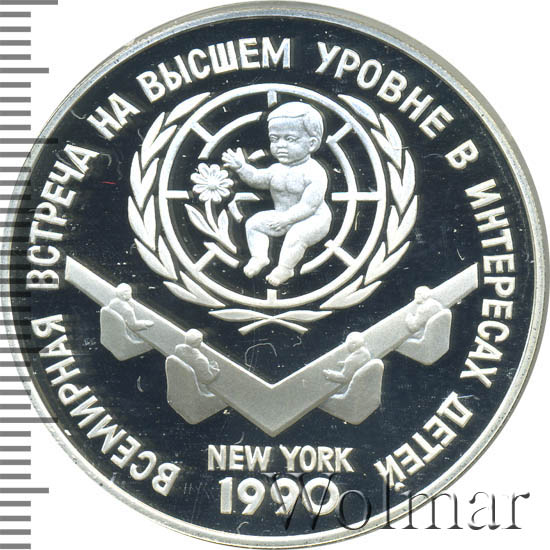 ВСЕМИРНАЯ ВСТРЕЧА НА ВЫСШЕМ УРОВНЕ В ИНТЕРЕСАХ ДЕТЕЙ
NEW YORK
1990
Wolmar